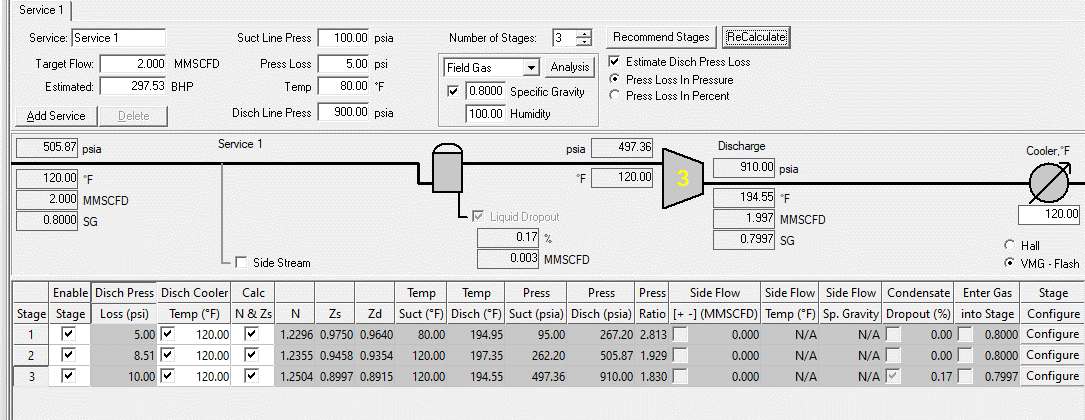 Service 1
Service: Service 1 Suct Line Press 100.00 psia Number of Stages: 3 Recommend Stages ReCalculate
Target Flow: 2.000 MMSCFD Press Loss 5.00 psi Field Gas Analysis Estimate Disch Press Loss
Estimated: 297.53 BHP Temp 80.00 °F 0.8000 Specific Gravity Press Loss In Pressure
Add Service Delete Disch Line Press 900.00 psia 100.00 Humidity Press Loss In Percent
505.87 psia Service 1 psia 497.36 Discharge Cooler,°F
910.00 psia
120.00 °F °F 120.00 3 194.55 °F
2.000 MMSCFD 1.997 MMSCFD 120.00
0.8000 SG Liquid Dropout 0.7997 SG
0.17 % Hall
Side Stream 0.003 MMSCFD VMG - Flash
Enable Disch Press Disch Cooler Calc Temp Temp Press Press Press Side Flow Side Flow Side Flow Condensate Enter Gas Stage
Stage Stage Loss (psi) Temp (°F) N & Zs N Zs Zd Suct (°F) Disch (°F) Suct (psia) Disch (psia) Ratio [+ -] (MMSCFD) Temp (°F) Sp. Gravity Dropout (%) into Stage Configure
1 5.00 120.00 1.2296 0.9750 0.9640 80.00 194.95 95.00 267.20 2.813 0.000 N/A N/A 0.00 0.8000 Configure
2 8.51 120.00 1.2355 0.9458 0.9354 120.00 197.35 262.20 505.87 1.929 0.000 N/A N/A 0.00 0.8000 Configure
3 10.00 120.00 1.2504 0.8997 0.8915 120.00 194.55 497.36 910.00 1.830 0.000 N/A N/A 0.17 0.7997 Configure